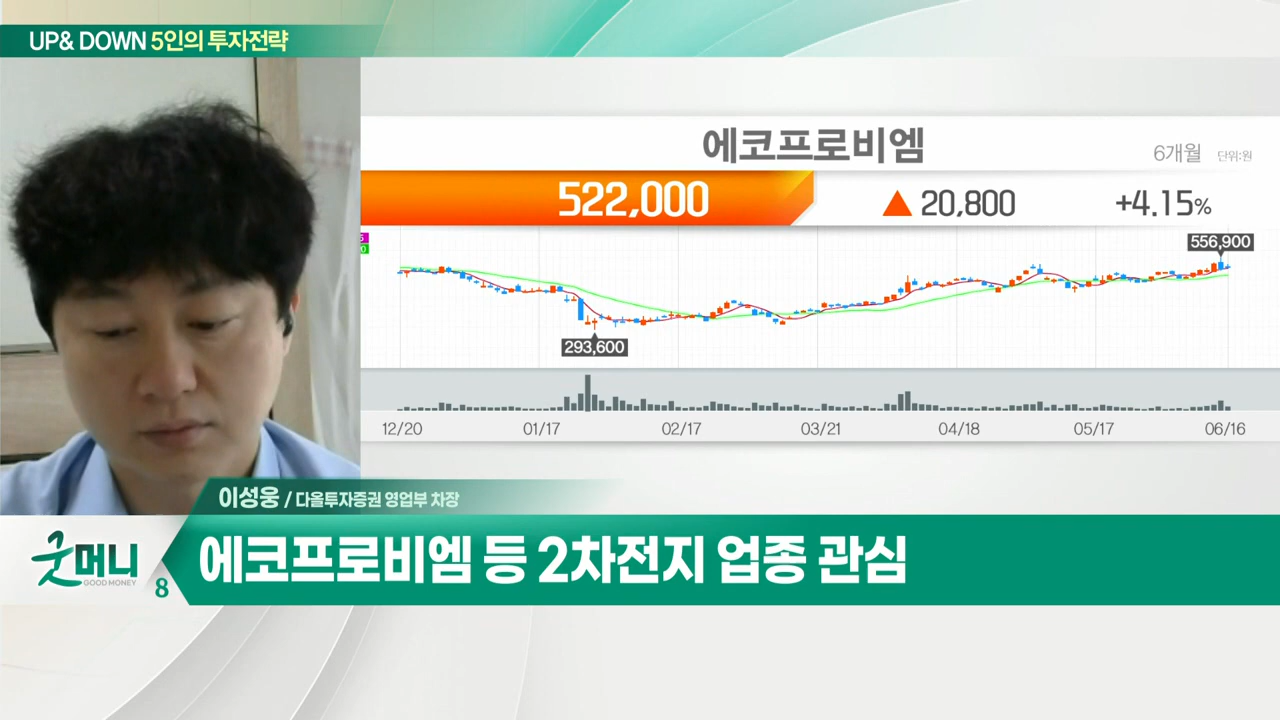 UP& DOWN 5인의 투자전략
에코프로비엠
6개월 단위:원
522,000 ▲ 20,800 +4.15%
556,900
293,600
12/20 01/17 02/17 03/21 04/18 05/17 06/16
이성웅 / 다올투자증권 영업부 차장
굿머니
GOOD MONEY
8
에코프로비엠 등 2차전지 업종 관심